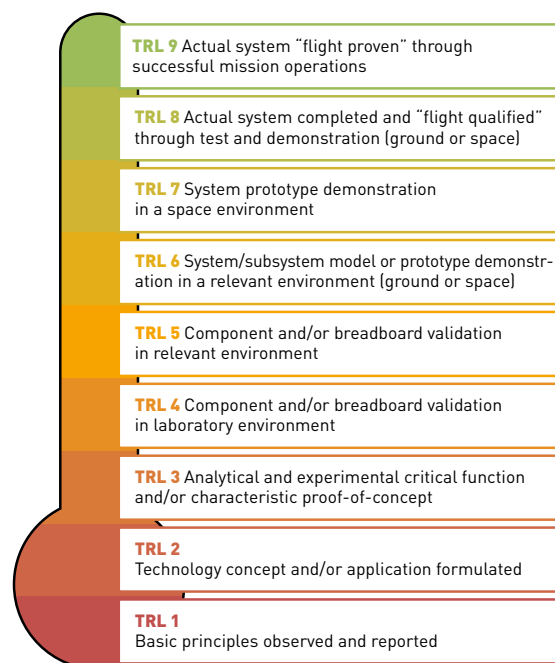 TRL 9 Actual system “flight proven” through
successful mission operations
TRL 8 Actual system completed and “flight qualified”
through test and demonstration (ground or space)
TRL 7 System prototype demonstration
in a space environment
TRL 6 System/subsystem model or prototype demonstr-
ation in a relevant environment (ground or space)
TRL 5 Component and/or breadboard validation
in relevant environment
TRL 4 Component and/or breadboard validation
in laboratory environment
TRL 3 Analytical and experimental critical function
and/or characteristic proof-of-concept
TRL 2
Technology concept and/or application formulated
TRL 1
Basic principles observed and reported